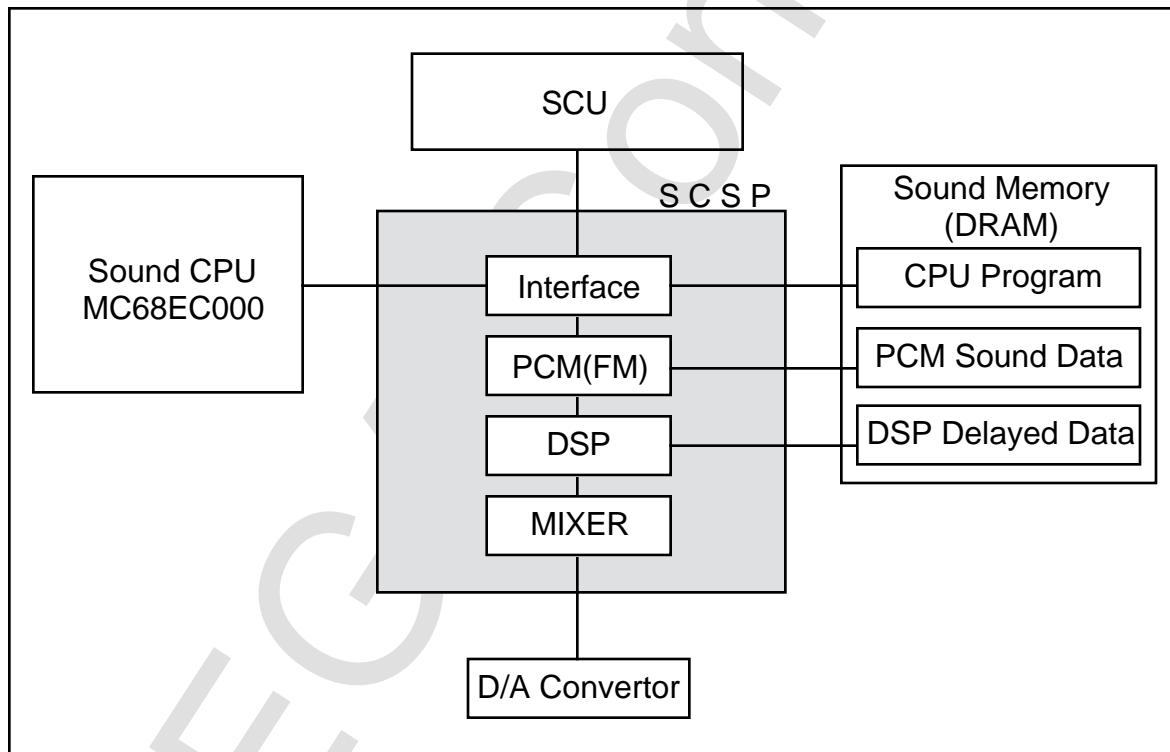 SCU
S C S P
Sound CPU
MC68EC000
Interface
PCM(FM)
DSP
MIXER
D/A Convertor
Sound Memory
(DRAM)
CPU Program
PCM Sound Data
DSP Delayed Data